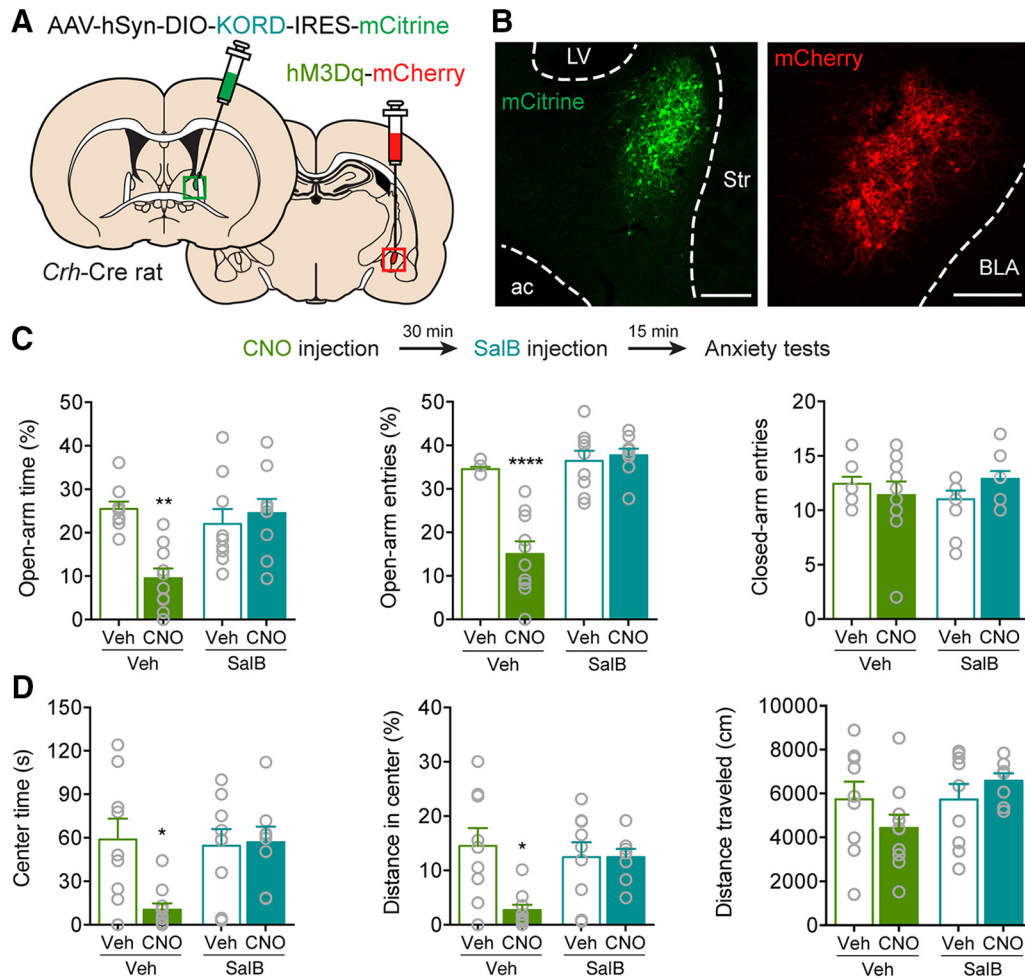 A
AAV-hSyn-DIO-KORD-IRES-mCitrine
hM3Dq-mCherry
Crh-Cre rat
B
LV
mCitrine
Str
ac
mCherry
BLA
C
CNO injection 30 min SalB injection 15 min Anxiety tests
Open-arm time (%)
50
40
30
20
10
0
**
Veh CNO Veh CNO
Veh SalB
Open-arm entries (%)
50
40
30
20
10
0
****
Veh CNO Veh CNO
Veh SalB
Closed-arm entries
20
15
10
5
0
Veh CNO Veh CNO
Veh SalB
D
Center time (s)
150
120
90
60
30
0
*
Veh CNO Veh CNO
Veh SalB
Distance in center (%)
40
30
20
10
0
*
Veh CNO Veh CNO
Veh SalB
Distance traveled (cm)
10000
8000
6000
4000
2000
0
Veh CNO Veh CNO
Veh SalB